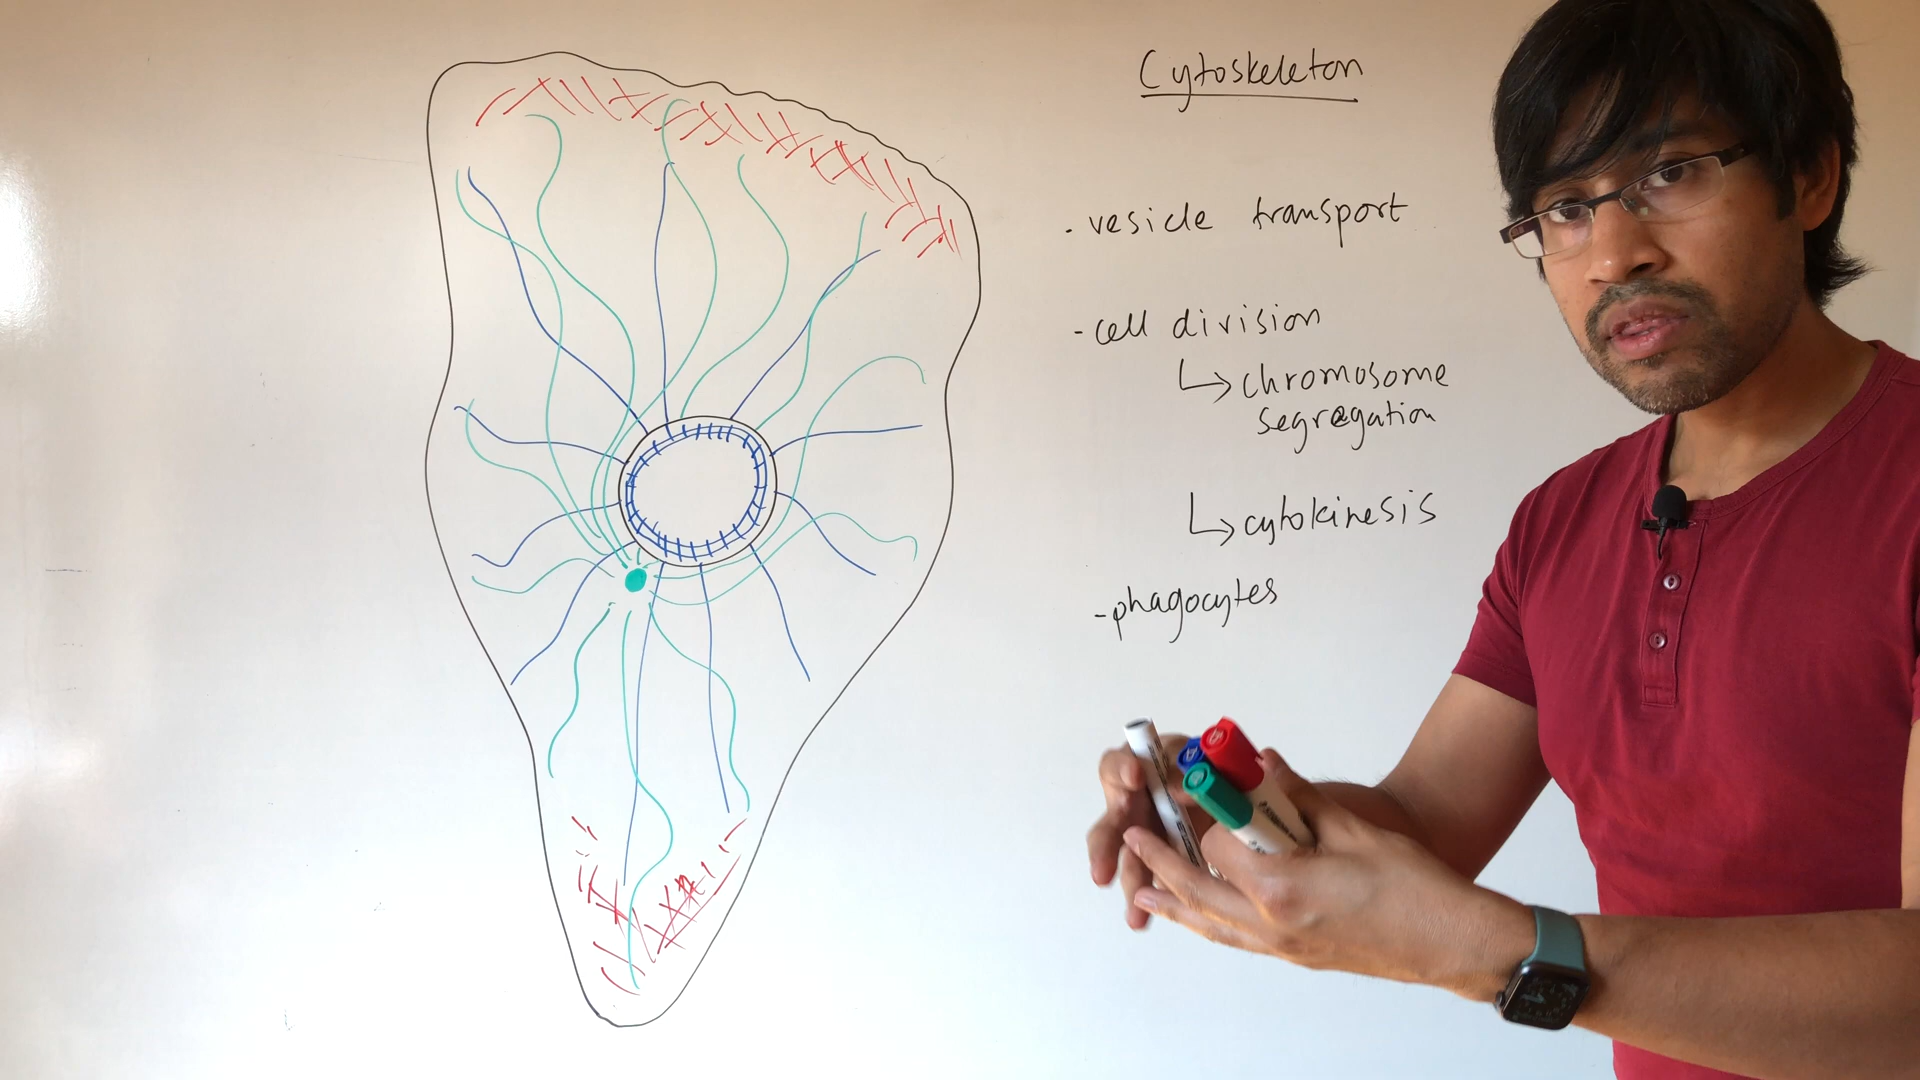 Cytoskeleton
- vesicle transport
- cell division
↳ chromosome
segregation
↳ cytokinesis
- phagocytes